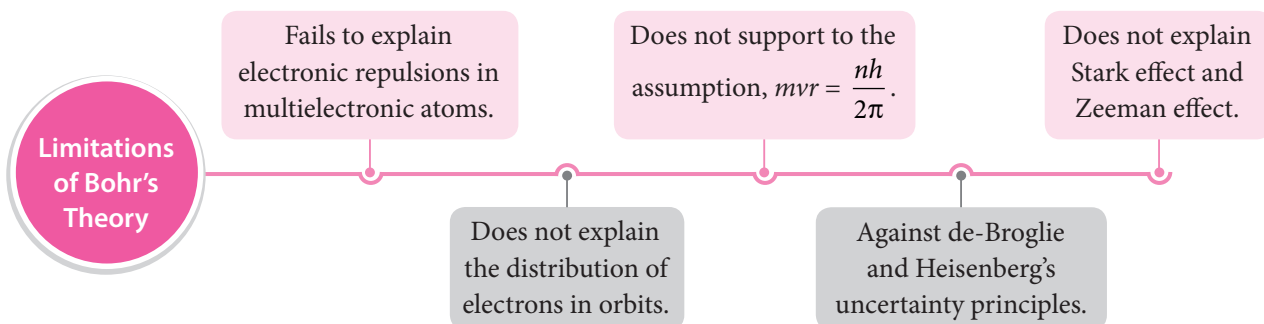 Limitations
of Bohr's
Theory
Fails to explain
electronic repulsions in
multielectronic atoms.
Does not explain
the distribution of
electrons in orbits.
Does not support to the
assumption, mvr = nh/2π.
Against de-Broglie
and Heisenberg's
uncertainty principles.
Does not explain
Stark effect and
Zeeman effect.